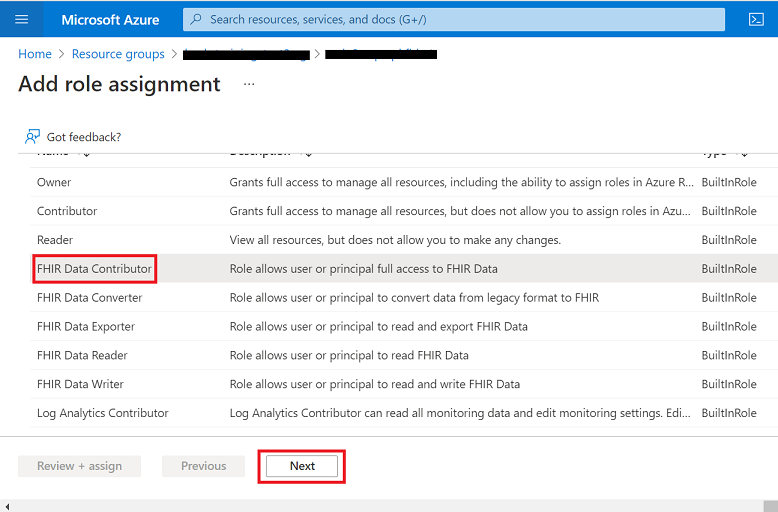 Microsoft Azure Search resources, services, and docs (G+/)
Home > Resource groups > >
Add role assignment ...
Got feedback?
Name Description Type
Owner Grants full access to manage all resources, including the ability to assign roles in Azure R... BuiltInRole
Contributor Grants full access to manage all resources, but does not allow you to assign roles in Azu... BuiltInRole
Reader View all resources, but does not allow you to make any changes. BuiltInRole
FHIR Data Contributor Role allows user or principal full access to FHIR Data BuiltInRole
FHIR Data Converter Role allows user or principal to convert data from legacy format to FHIR BuiltInRole
FHIR Data Exporter Role allows user or principal to read and export FHIR Data BuiltInRole
FHIR Data Reader Role allows user or principal to read FHIR Data BuiltInRole
FHIR Data Writer Role allows user or principal to read and write FHIR Data BuiltInRole
Log Analytics Contributor Log Analytics Contributor can read all monitoring data and edit monitoring settings. Edi... BuiltInRole
Review + assign Previous Next